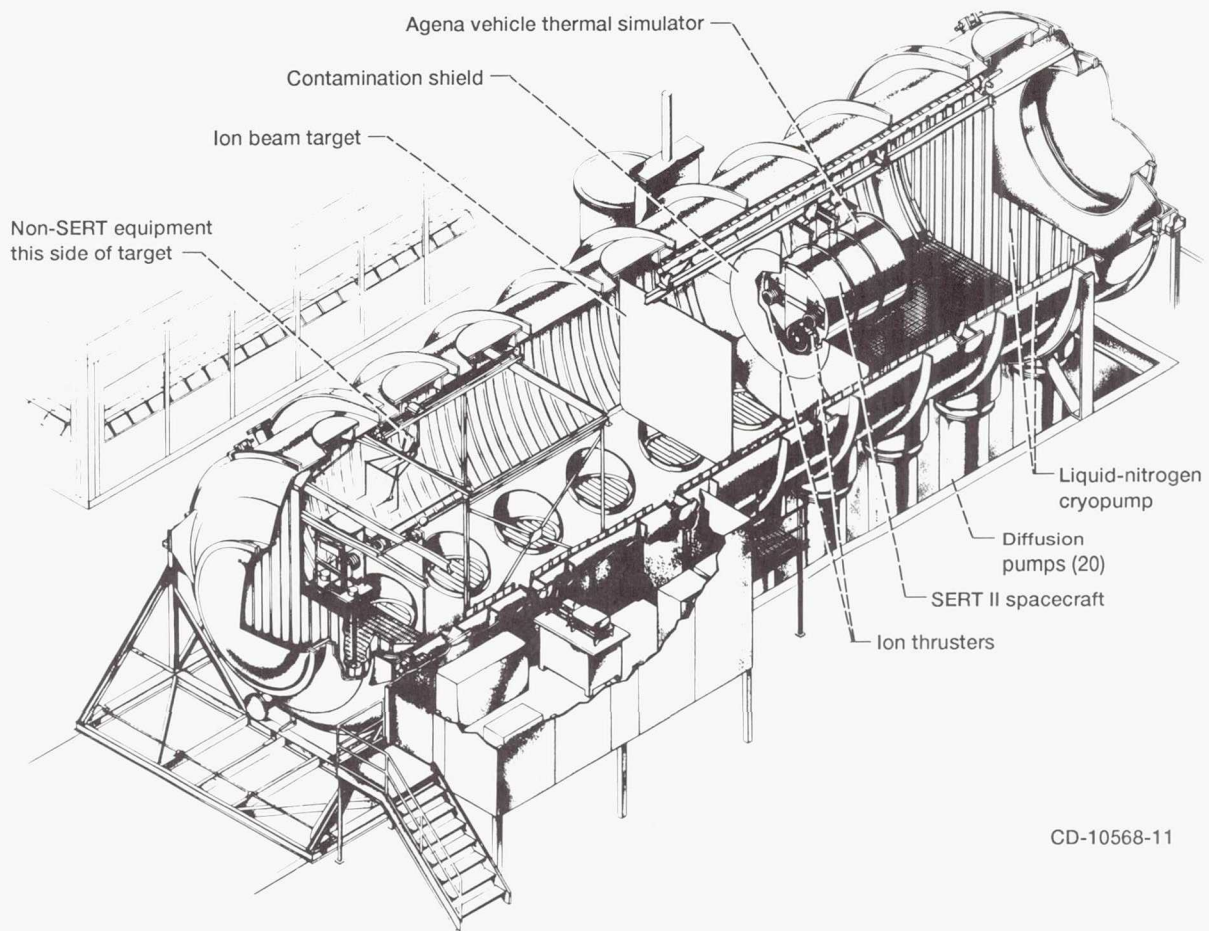 Agena vehicle thermal simulator
Contamination shield
Ion beam target
Non-SERT equipment
this side of target
Liquid-nitrogen
cryopump
Diffusion
pumps (20)
SERT II spacecraft
Ion thrusters
CD-10568-11